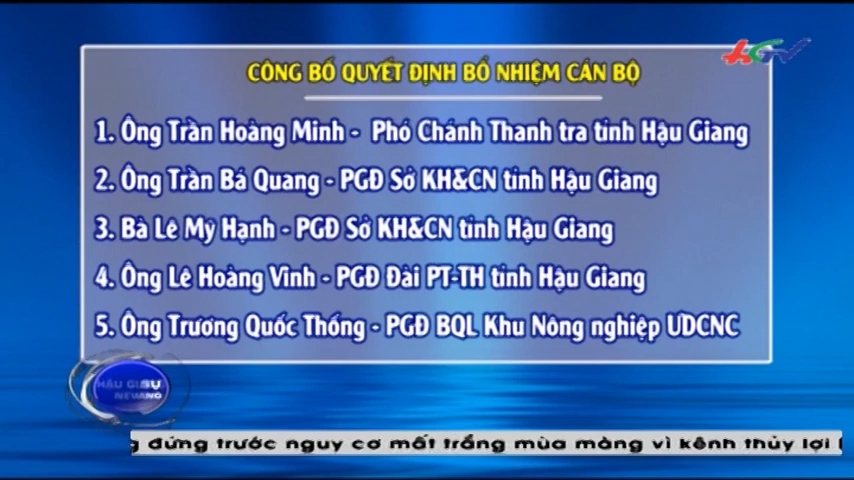 HGV
CÔNG BỐ QUYẾT ĐỊNH BỔ NHIỆM CÁN BỘ
1. Ông Trần Hoàng Minh - Phó Chánh Thanh tra tỉnh Hậu Giang
2. Ông Trần Bá Quang - PGĐ Sở KH&CN tỉnh Hậu Giang
3. Bà Lê Mỹ Hạnh - PGĐ Sở KH&CN tỉnh Hậu Giang
4. Ông Lê Hoàng Vĩnh - PGĐ Đài PT-TH tỉnh Hậu Giang
5. Ông Trương Quốc Thống - PGĐ BQL Khu Nông nghiệp ƯDCNC
đứng trước nguy cơ mất trắng mùa màng vì kênh thủy lợi